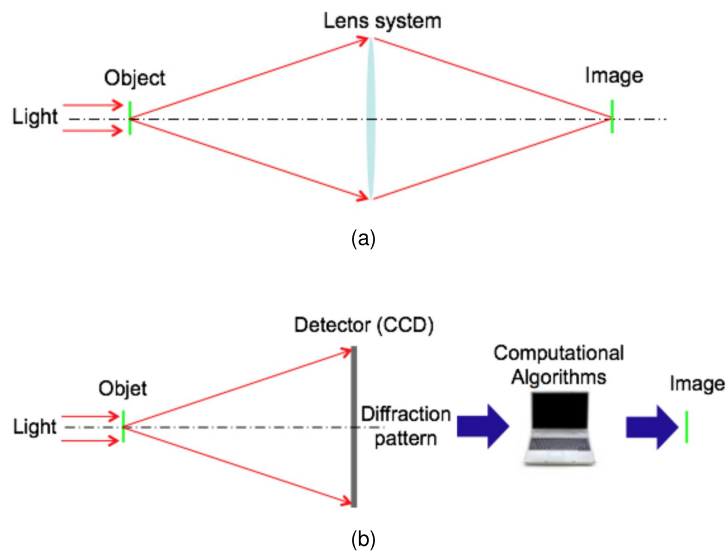 Lens system
Object
Image
Light
(a)
Detector (CCD)
Computational
Algorithms
Objet
Image
Diffraction
pattern
Light
(b)